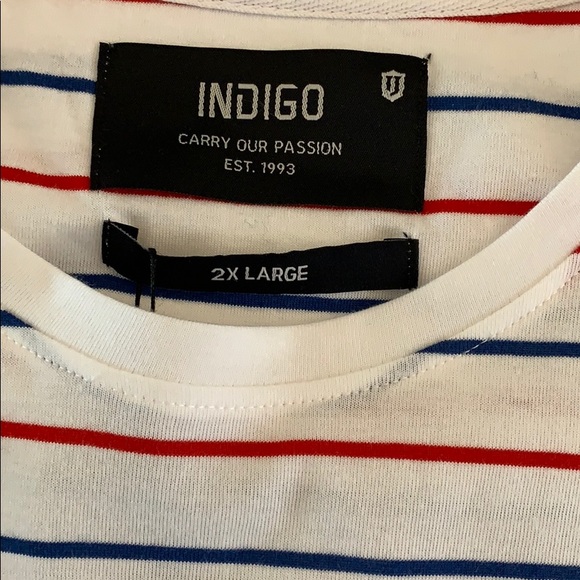 INDIGO
CARRY OUR PASSION
EST. 1993
2X LARGE